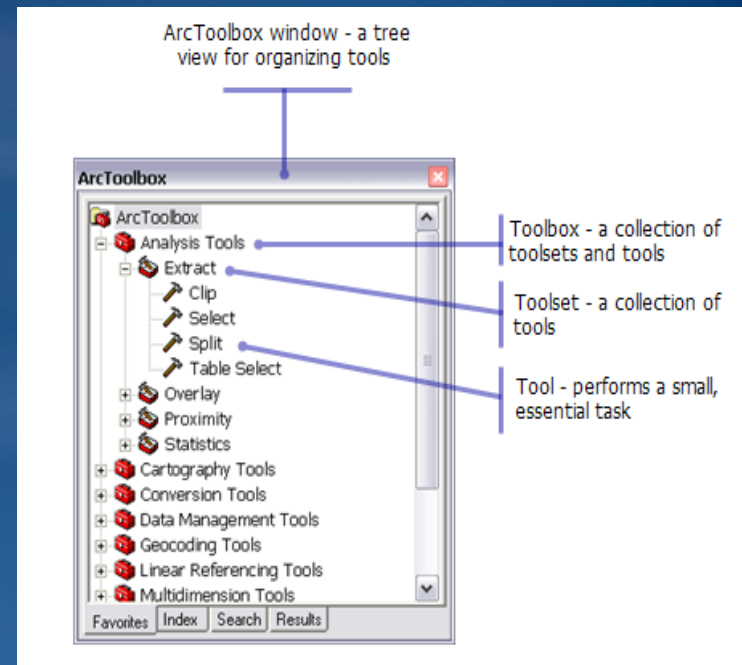 ArcToolbox window - a tree
view for organizing tools
ArcToolbox
ArcToolbox
Analysis Tools
Extract
Clip
Select
Split
Table Select
Overlay
Proximity
Statistics
Cartography Tools
Conversion Tools
Data Management Tools
Geocoding Tools
Linear Referencing Tools
Multidimension Tools
Favorites Index Search Results
Toolbox - a collection of
toolsets and tools
Toolset - a collection of
tools
Tool - performs a small,
essential task